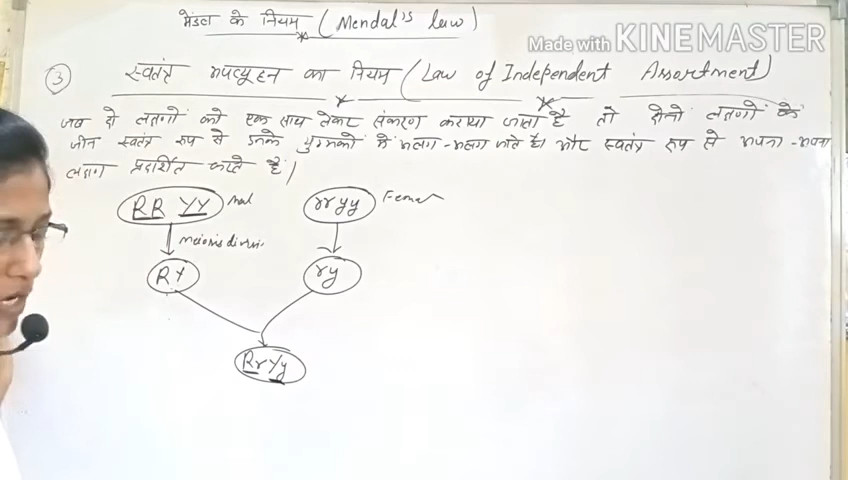 मेंडल के नियम (Mendal's law)
Made with KINEMASTER
③ स्वतंत्र अपव्यूहन का नियम (Law of Independent Assortment)
जब दो लक्षणों को एक साथ लेकर संकरण कराया जाता है तो दोनों लक्षणों के
जीन स्वतंत्र रूप से उनके युग्मकों में अलग-अलग जाते है। और स्वतंत्र रूप से अपना-अपना
लक्षण प्रदर्शित करते है।
RR YY rryy
meiosis
RY ry
RrYy